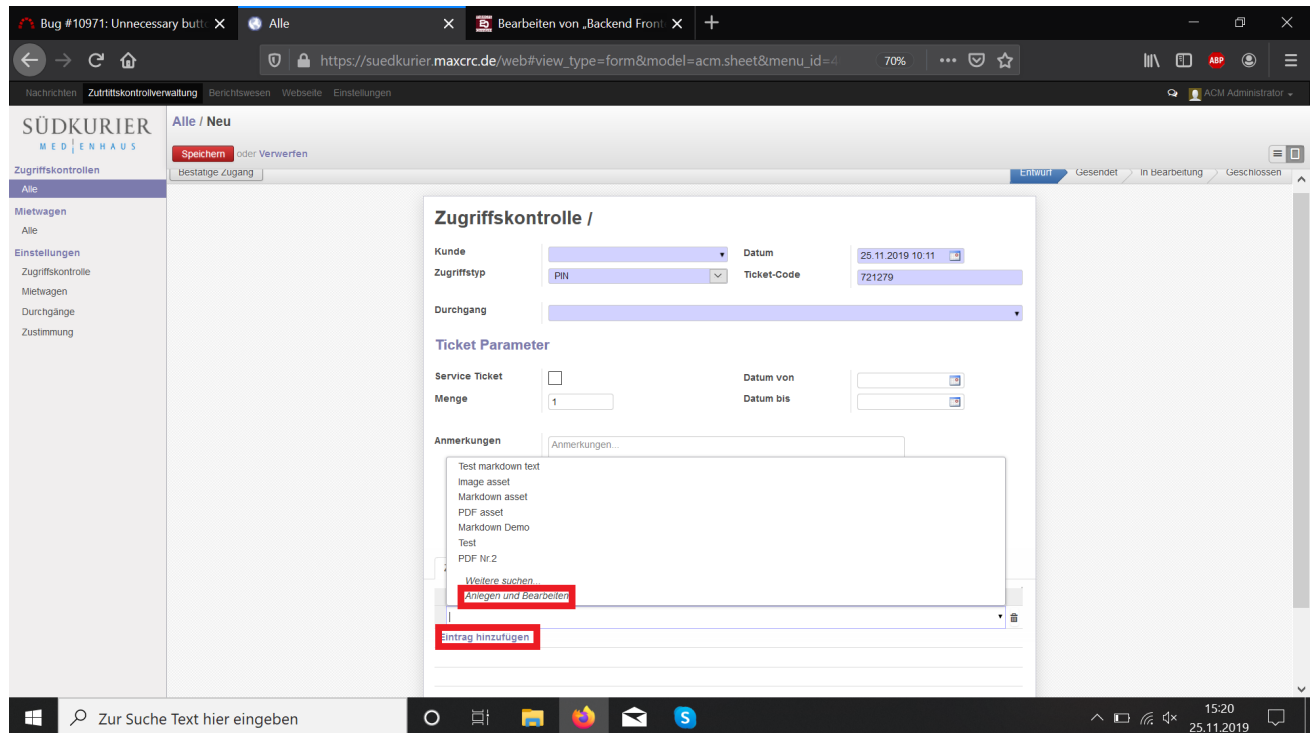 Bug #10971: Unnecessary butt
Alle
Bearbeiten von „Backend Front
https://suedkurier.maxcrc.de/web#view_type=form&model=acm.sheet&menu_id=4
70%
ABP
Nachrichten Zutrtittskontrollverwaltung Berichtswesen Webseite Einstellungen
ACM Administrator
SÜDKURIER
MEDIENHAUS
Alle / Neu
Speichern oder Verwerfen
Zugriffskontrollen
Alle
Mietwagen
Alle
Einstellungen
Zugriffskontrolle
Mietwagen
Durchgänge
Zustimmung
Bestätige Zugang
Entwurf Gesendet In Bearbeitung Geschlossen
Zugriffskontrolle /
Kunde
Datum 25.11.2019 10:11
Zugriffstyp PIN
Ticket-Code 721279
Durchgang
Ticket Parameter
Service Ticket
Datum von
Menge 1
Datum bis
Anmerkungen Anmerkungen...
Test markdown text
Image asset
Markdown asset
PDF asset
Markdown Demo
Test
PDF Nr.2
Weitere suchen...
Anlegen und Bearbeiten
Eintrag hinzufügen
Zur Suche Text hier eingeben
S
15:20
25.11.2019